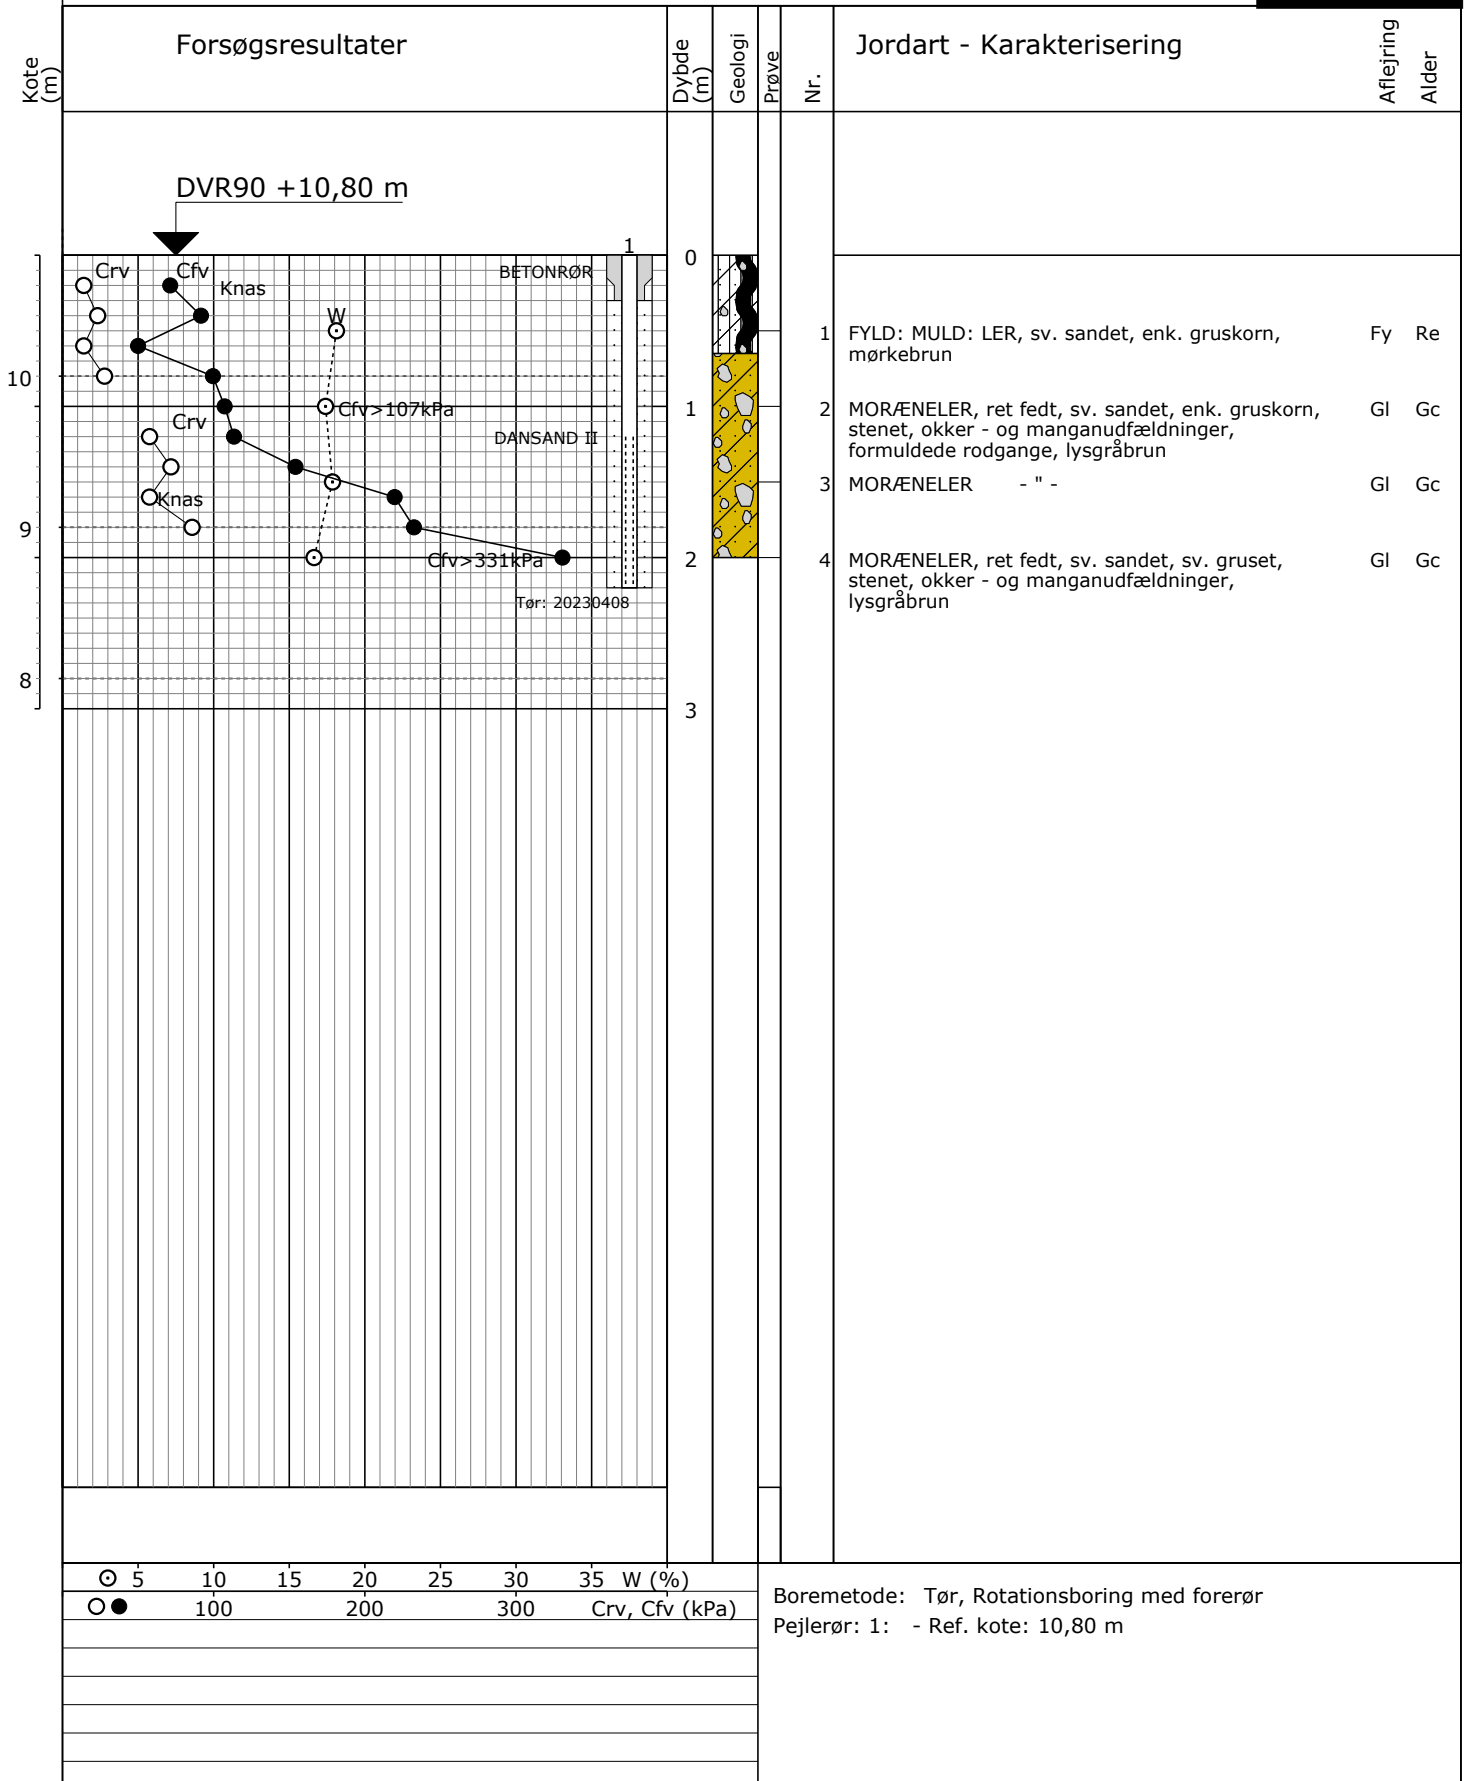 Forsøgsresultater
Kote
(m)
Dybde
(m)
Geologi
Prøve
Nr.
Jordart - Karakterisering
Aflejring
Alder
DVR90 +10,80 m
1
0
Crv
Cfv
BETONRØR
Knas
W
1 FYLD: MULD: LER, sv. sandet, enk. gruskorn, Fy Re
mørkebrun
10
Cfv>107kPa
1
2 MORÆNELER, ret fedt, sv. sandet, enk. gruskorn, Gl Gc
stenet, okker - og manganudfældninger,
formuldede rodgange, lysgråbrun
Crv
DANSAND II
3 MORÆNELER - " - Gl Gc
Knas
9
Cfv>331kPa
2
4 MORÆNELER, ret fedt, sv. sandet, sv. gruset, Gl Gc
stenet, okker - og manganudfældninger,
lysgråbrun
Tør: 20230408
8
3
5 10 15 20 25 30 35 W (%)
100 200 300 Crv, Cfv (kPa)
Boremetode: Tør, Rotationsboring med forerør
Pejlerør: 1: - Ref. kote: 10,80 m